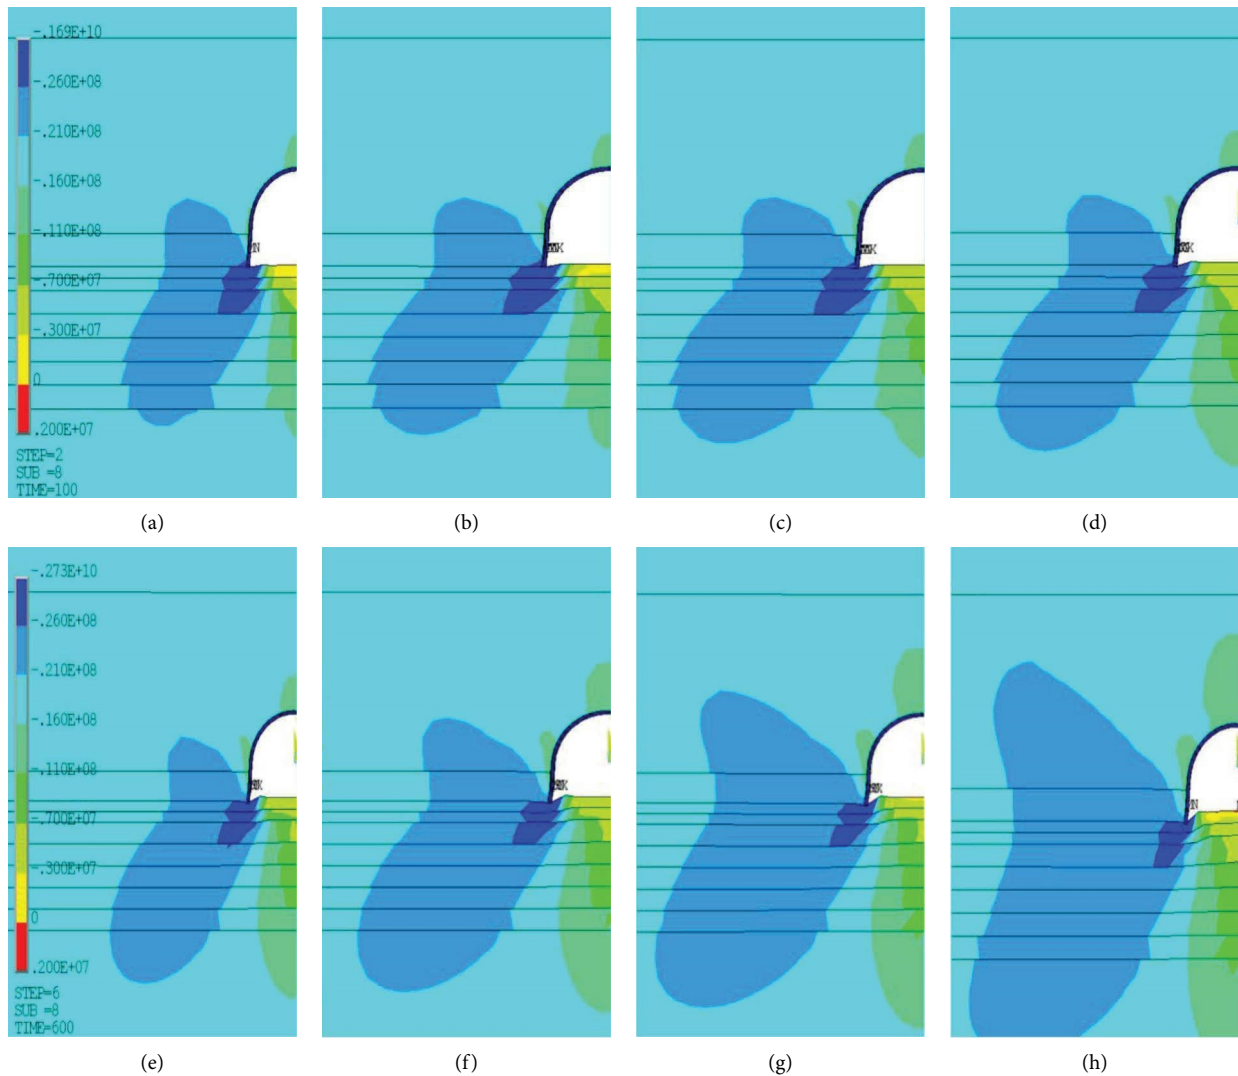 -.169E+10
-.260E+08
-.210E+08
-.160E+08
-.110E+08
-.700E+07
-.300E+07
0
.200E+07
STEP=2
SUB =8
TIME=100
N
(a)
(b)
(c)
(d)
-.273E+10
-.260E+08
-.210E+08
-.160E+08
-.110E+08
-.700E+07
-.300E+07
0
.200E+07
STEP=6
SUB =8
TIME=600
N
(e)
(f)
(g)
(h)